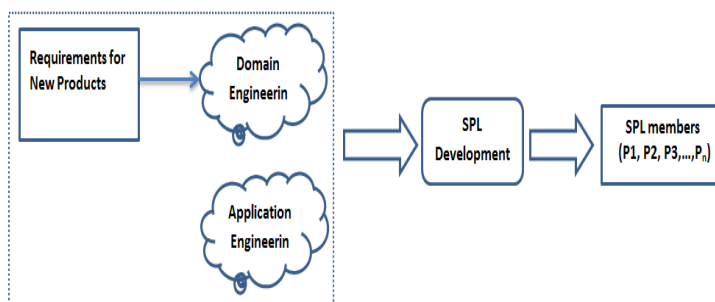 Requirements for
New Products
Domain
Engineerin
Application
Engineerin
SPL
Development
SPL members
(P1, P2, P3,...,Pn)